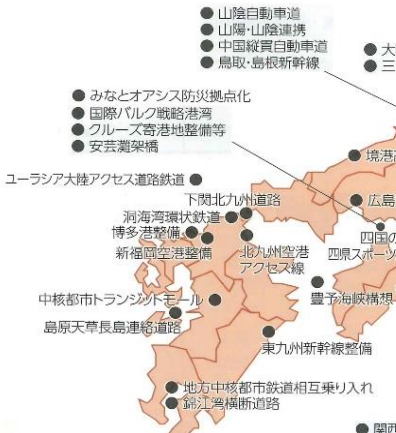 山陰自動車道
山陽・山陰連携
中国縦貫自動車道
鳥取・島根新幹線
大
三
みなとオアシス防災拠点化
国際バルク戦略港湾
クルーズ寄港地整備等
安芸灘架橋
境港
ユーラシア大陸アクセス道路鉄道
下関北九州道路
広島
洞海湾環状鉄道
博多港整備
新福岡空港整備
北九州空港
アクセス線
四国の
四県スポーツ
中核都市トランジットモール
豊予海峡構想
島原天草長島連絡道路
東九州新幹線整備
地方中核都市鉄道相互乗り入れ
錦江湾横断道路
関西